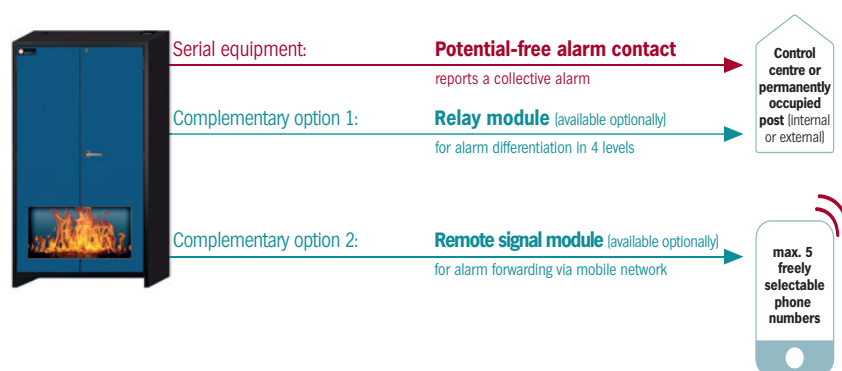 Serial equipment:
Potential-free alarm contact
reports a collective alarm
Complementary option 1:
Relay module (available optionally)
for alarm differentiation in 4 levels
Control
centre or
permanently
occupied
post (internal
or external)
Complementary option 2:
Remote signal module (available optionally)
for alarm forwarding via mobile network
max. 5
freely
selectable
phone
numbers